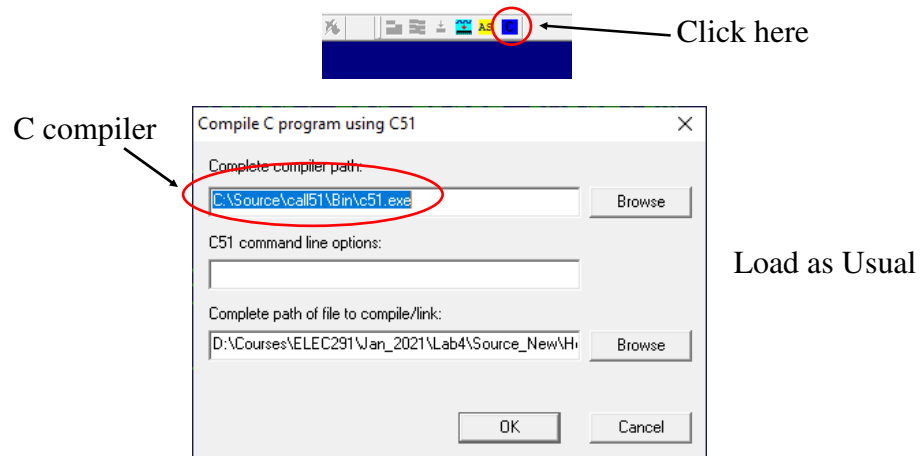 AS C
Click here
C compiler
Compile C program using C51
Complete compiler path:
C:\Source\call51\Bin\c51.exe
Browse
C51 command line options:
Load as Usual
Complete path of file to compile/link:
D:\Courses\ELEC291\Jan_2021\Lab4\Source_New\H
Browse
OK
Cancel